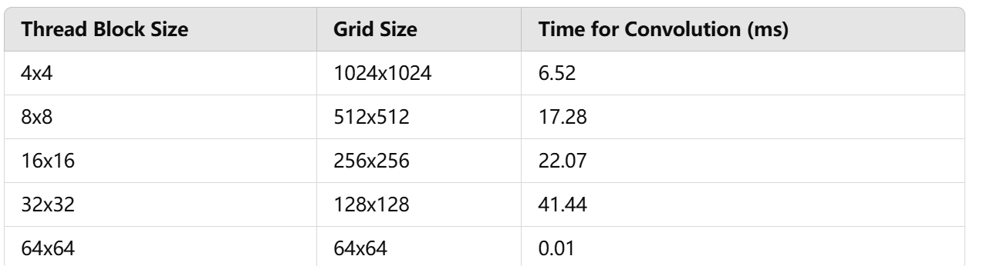 Thread Block Size Grid Size Time for Convolution (ms)
4x4 1024x1024 6.52
8x8 512x512 17.28
16x16 256x256 22.07
32x32 128x128 41.44
64x64 64x64 0.01